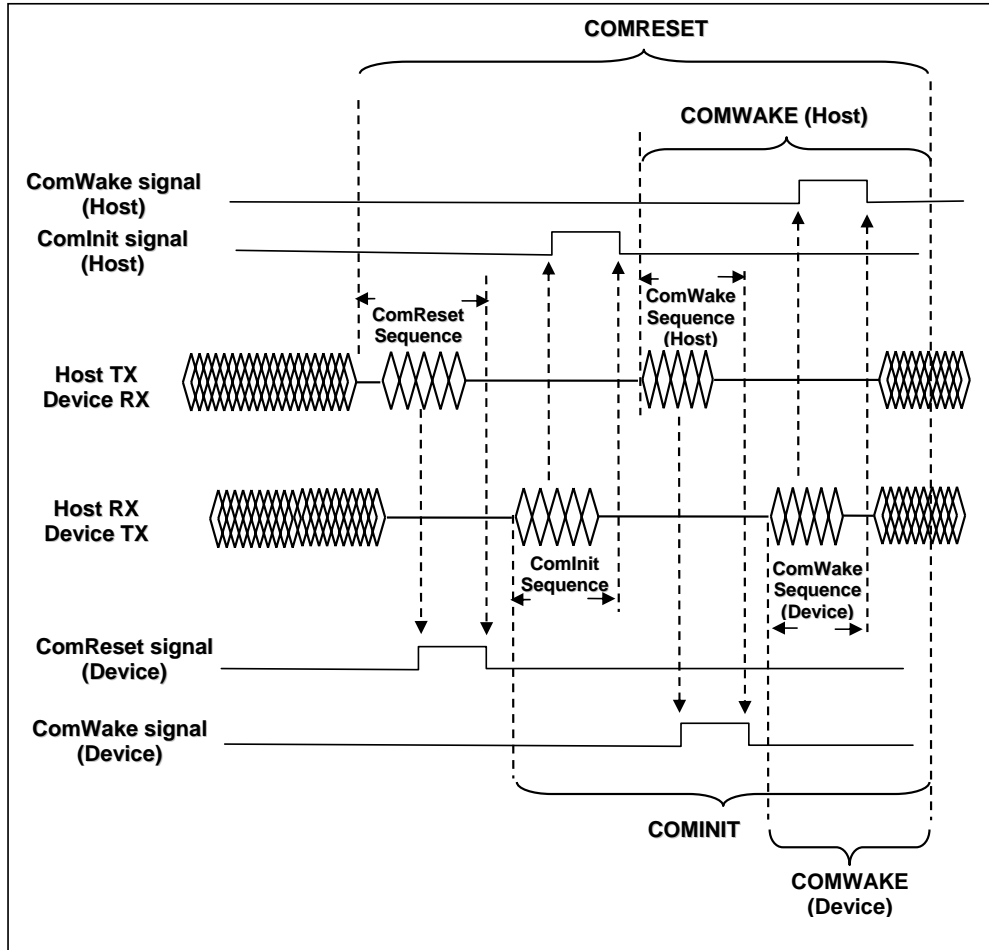 COMRESET
COMWAKE (Host)
ComWake signal
(Host)
ComInit signal
(Host)
ComReset
Sequence
ComWake
Sequence
(Host)
Host TX
Device RX
Host RX
Device TX
ComInit
Sequence
ComWake
Sequence
(Device)
ComReset signal
(Device)
ComWake signal
(Device)
COMINIT
COMWAKE
(Device)